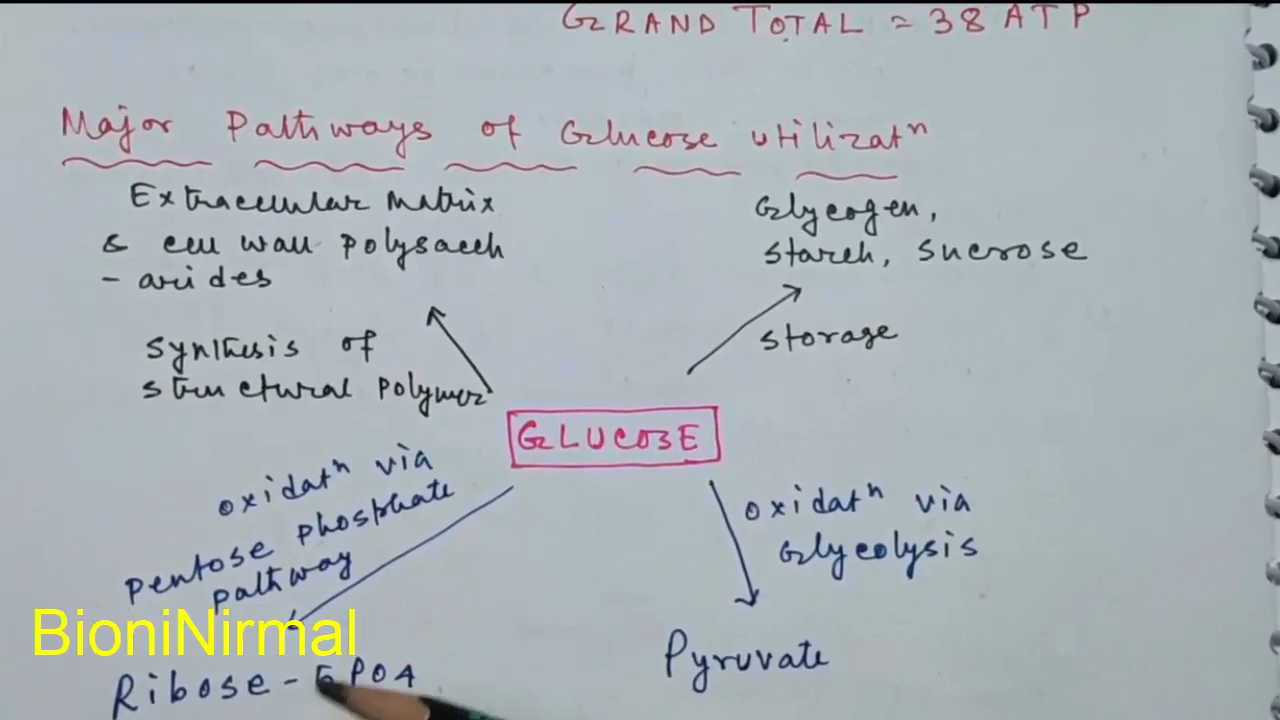 GRAND TOTAL = 38 ATP
Major Pathways of Glucose utilizatⁿ
Extracellular Matrix
& cell wall polysacch
- arides
Synthesis of
structural polymer
Glycogen,
starch, sucrose
storage
GLUCOSE
oxidatⁿ via
pentose phosphate
pathway
oxidatⁿ via
Glycolysis
BioniNirmal
Ribose-5PO4
Pyruvate